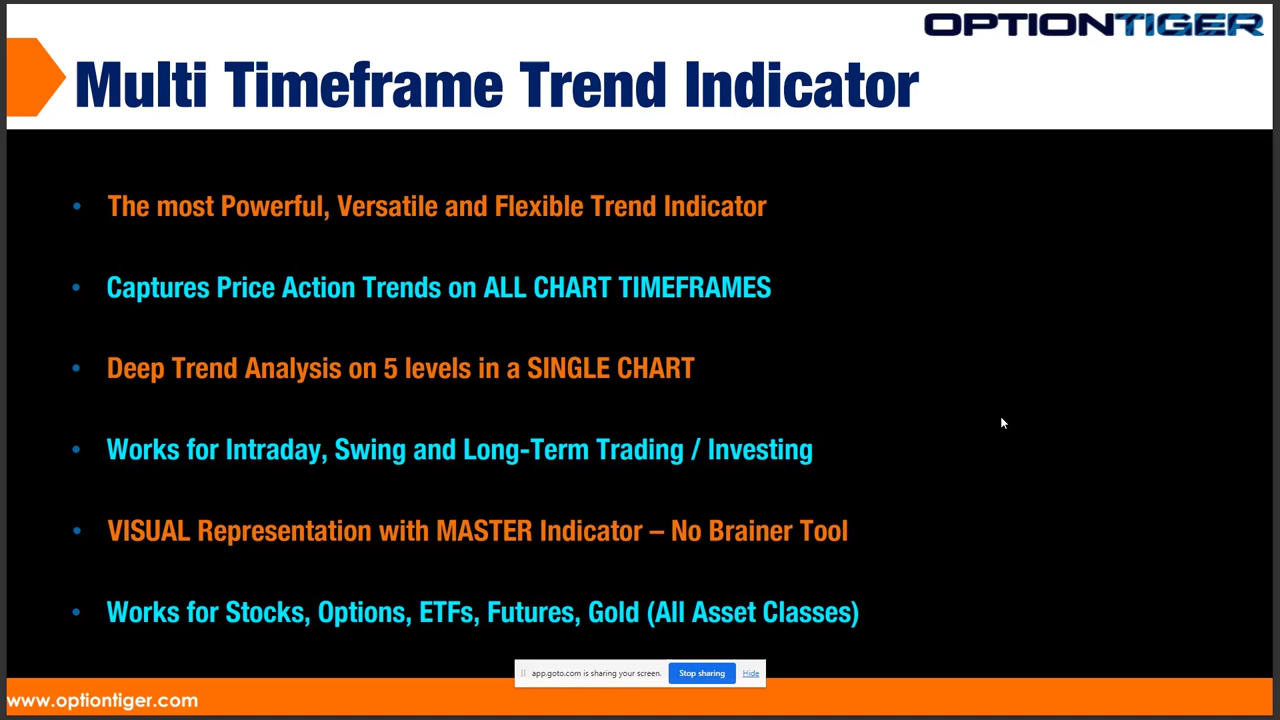 OPTIONTIGER
Multi Timeframe Trend Indicator
• The most Powerful, Versatile and Flexible Trend Indicator
• Captures Price Action Trends on ALL CHART TIMEFRAMES
• Deep Trend Analysis on 5 levels in a SINGLE CHART
• Works for Intraday, Swing and Long-Term Trading / Investing
• VISUAL Representation with MASTER Indicator – No Brainer Tool
• Works for Stocks, Options, ETFs, Futures, Gold (All Asset Classes)
app.goto.com is sharing your screen. Stop sharing Hide
www.optiontiger.com